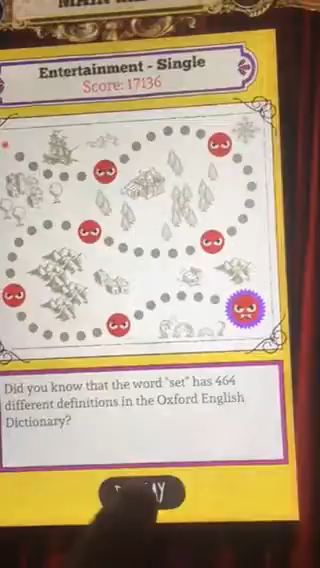 Entertainment - Single
Score: 17136
Did you know that the word "set" has 464
different definitions in the Oxford English
Dictionary?